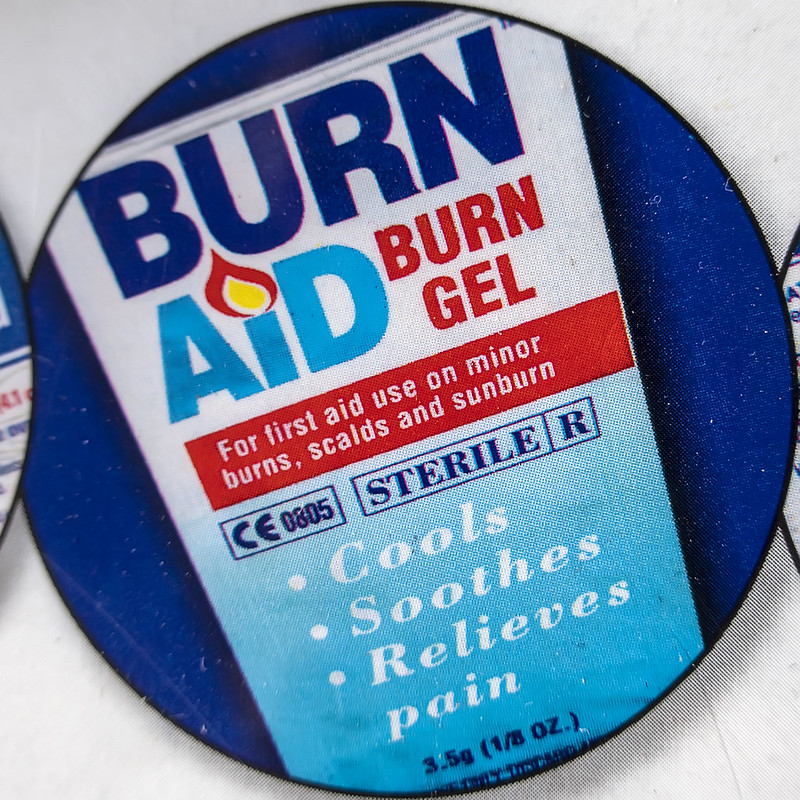 BURN
AiD BURN
GEL
For first aid use on minor
burns, scalds and sunburn
CE 0805 STERILE R
• Cools
• Soothes
• Relieves
pain
3.5g (1/8 OZ.)